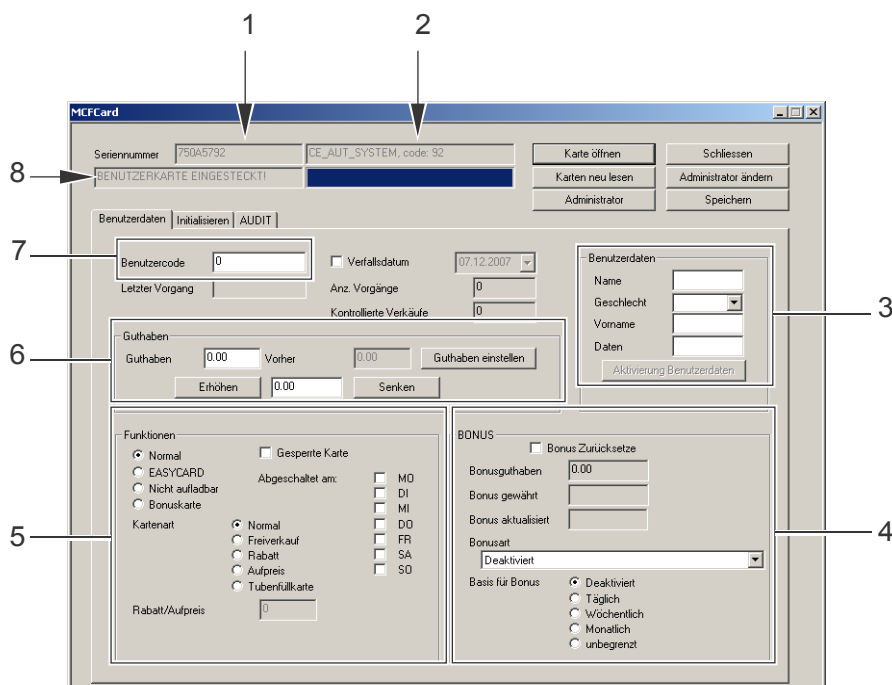 1 2
MCFCard
Seriennummer 750A5792 CE_AUT_SYSTEM, code: 92 Karte öffnen Schliessen
8 BENUTZERKARTE EINGESTECKT! Karten neu lesen Administrator ändern
Administrator Speichern
Benutzerdaten Initialisieren AUDIT
7 Benutzercode 0 Verfallsdatum 07.12.2007
Letzter Vorgang Anz. Vorgänge 0
Kontrollierte Verkäufe 0
Benutzerdaten
Name
Geschlecht
3
Vorname
Daten
Aktivierung Benutzerdaten
6
Guthaben
Guthaben 0.00 Vorher 0.00 Guthaben einstellen
Erhöhen 0.00 Senken
5
Funktionen
Normal
EASYCARD
Nicht aufladbar
Bonuskarte
Gesperrte Karte
Abgeschaltet am:
MO
DI
MI
DO
FR
SA
SO
Kartenart
Normal
Freiverkauf
Rabatt
Aufpreis
Tubenfüllkarte
Rabatt/Aufpreis 0
4
BONUS
Bonus Zurücksetze
Bonusguthaben 0.00
Bonus gewährt
Bonus aktualisiert
Bonusart
Deaktiviert
Basis für Bonus
Deaktiviert
Täglich
Wöchentlich
Monatlich
unbegrenzt